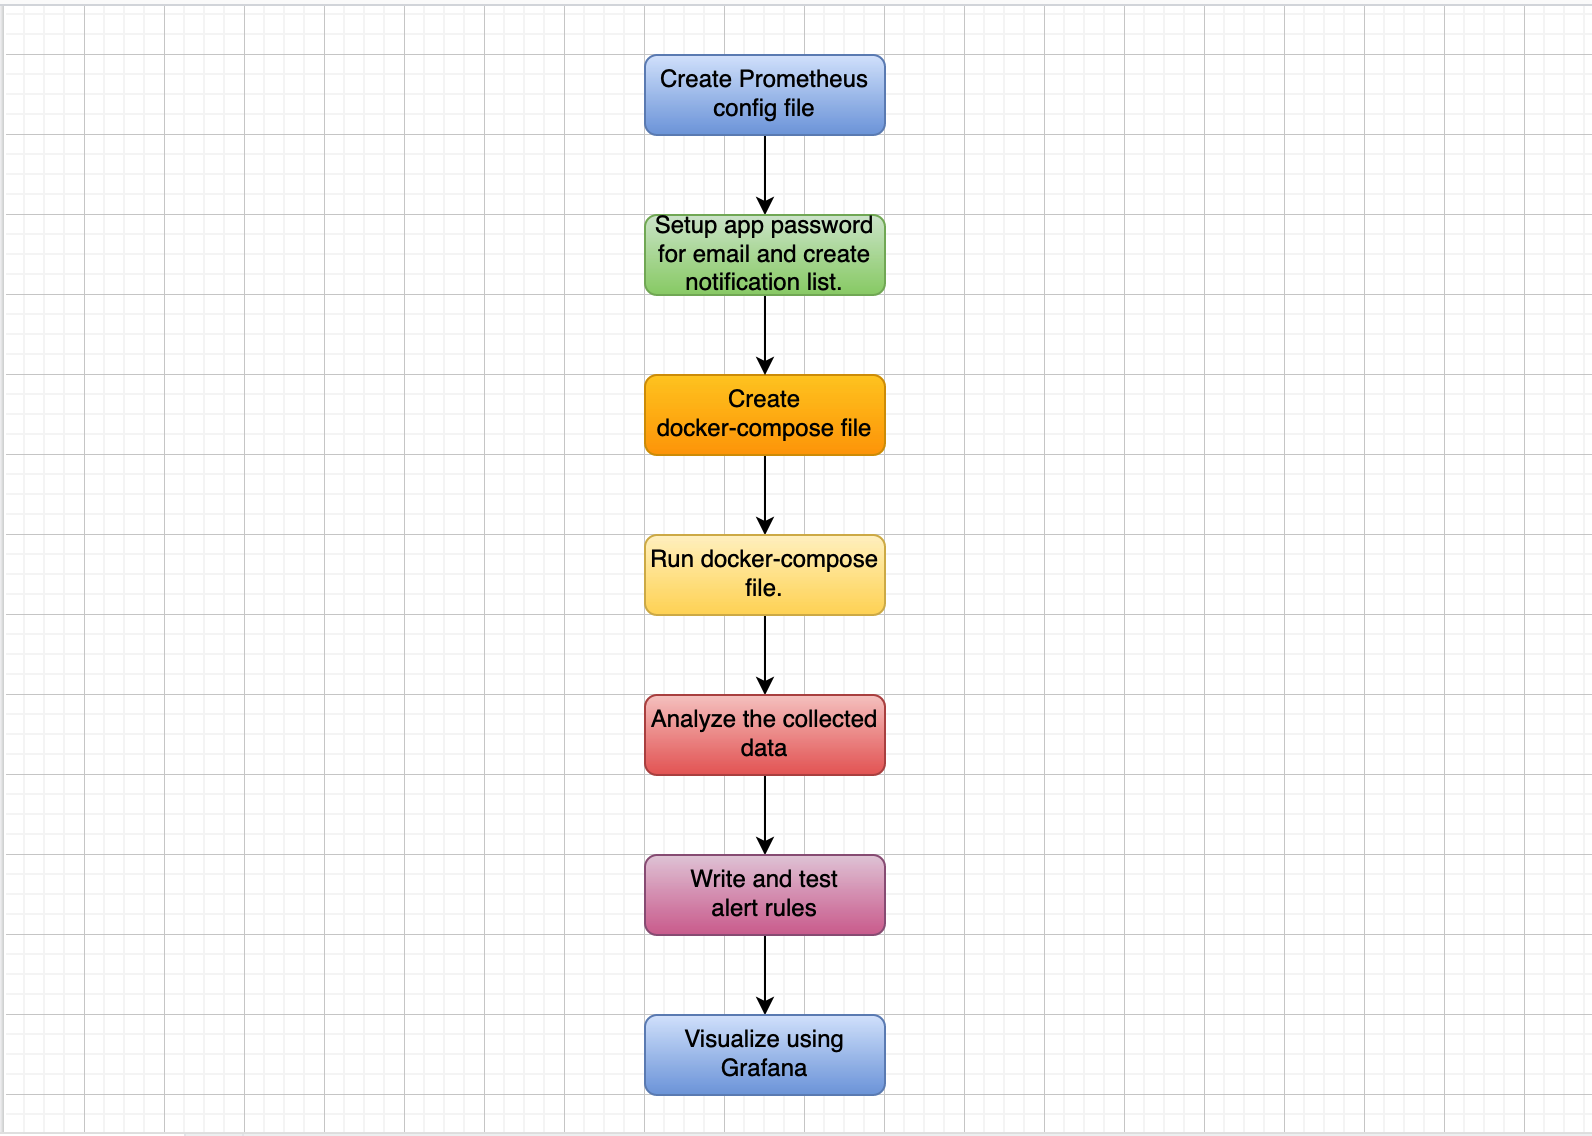 Create Prometheus
config file
Setup app password
for email and create
notification list.
Create
docker-compose file
Run docker-compose
file.
Analyze the collected
data
Write and test
alert rules
Visualize using
Grafana